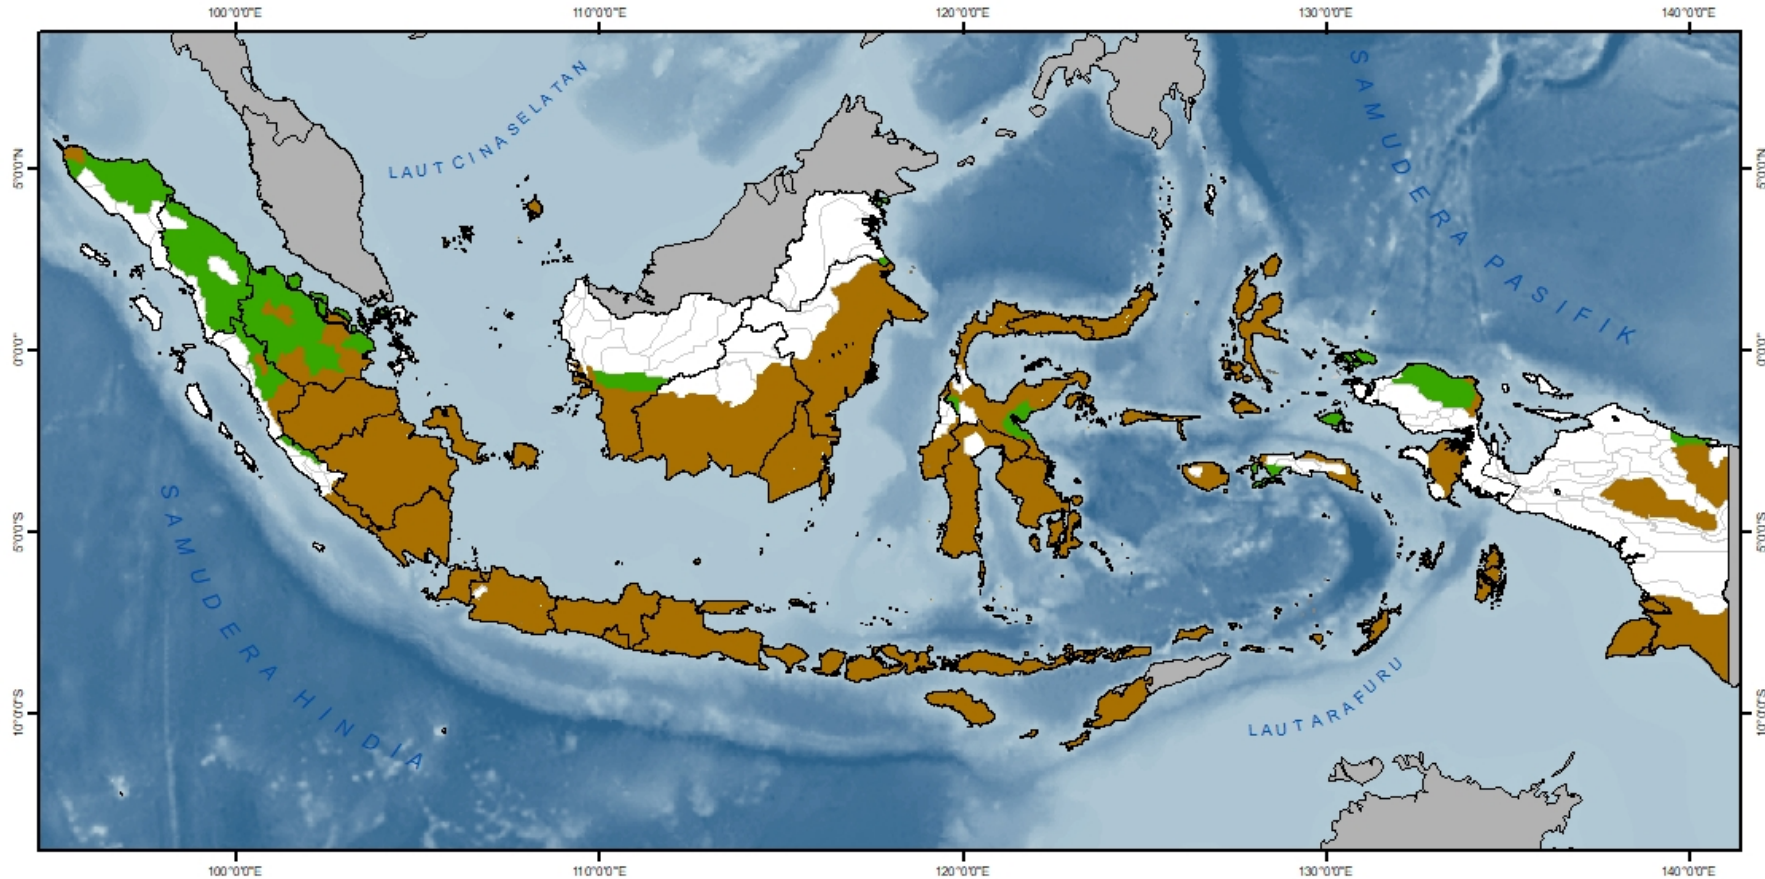 100°0'0"E 110°0'0"E 120°0'0"E 130°0'0"E 140°0'0"E
LAUT CINA SELATAN
SAMUDERA PASIFIK
5°0'0"N 5°0'0"N
0°0'0" 0°0'0"
5°0'0"S 5°0'0"S
SAMUDERA HINDIA
LAUT ARAFURU
10°0'0"S 10°0'0"S
100°0'0"E 110°0'0"E 120°0'0"E 130°0'0"E 140°0'0"E